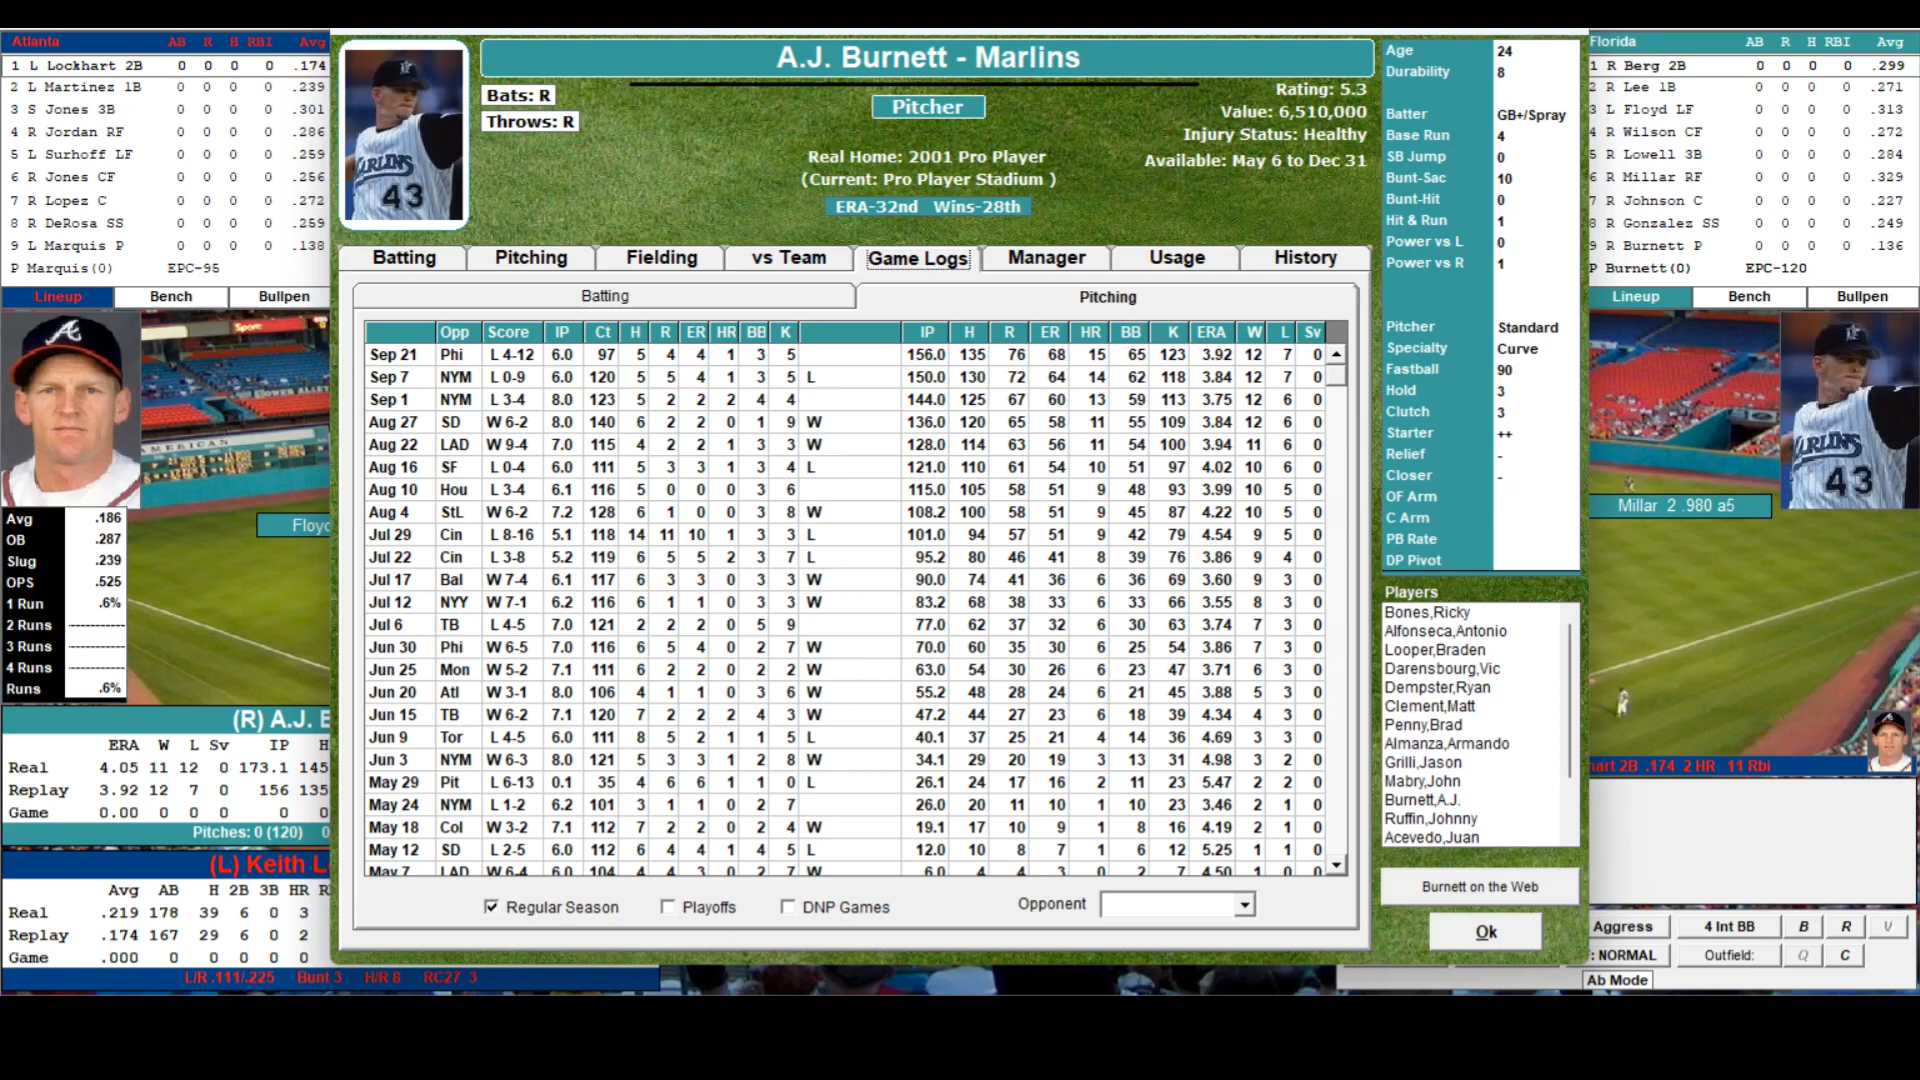 Atlanta AB R H RBI Avg
1 L Lockhart 2B 0 0 0 0 .174
2 L Martinez 1B 0 0 0 0 .239
3 S Jones 3B 0 0 0 0 .301
4 R Jordan RF 0 0 0 0 .286
5 L Surhoff LF 0 0 0 0 .259
6 R Jones CF 0 0 0 0 .256
7 R Lopez C 0 0 0 0 .272
8 R DeRosa SS 0 0 0 0 .259
9 L Marquis P 0 0 0 0 .138
P Marquis(0) EPC-95
Lineup Bench Bullpen
Avg .186
OB .287
Slug .239
OPS .525
1 Run .6%
2 Runs
3 Runs
4 Runs
Runs .6%
(R) A.J.
ERA W L Sv IP H
Real 4.05 11 12 0 173.1 145
Replay 3.92 12 7 0 156 135
Game 0.00 0 0 0 0
Pitches: 0 (120)
(L) Keith
Avg AB H 2B 3B HR
Real .219 178 39 6 0 3
Replay .174 167 29 6 0 2
Game .000 0 0 0 0 0
L/R .111/.225 Bunt 3 H/R 8 RC27 3
A.J. Burnett - Marlins
Bats: R
Throws: R
MARLINS
43
Pitcher
Real Home: 2001 Pro Player
(Current: Pro Player Stadium )
ERA-32nd Wins-28th
Rating: 5.3
Value: 6,510,000
Injury Status: Healthy
Available: May 6 to Dec 31
Batting Pitching Fielding vs Team Game Logs Manager Usage History
Batting Pitching
Opp Score IP Ct H R ER HR BB K IP H R ER HR BB K ERA W L Sv
Sep 21 Phi L 4-12 6.0 97 5 4 4 1 3 5 156.0 135 76 68 15 65 123 3.92 12 7 0
Sep 7 NYM L 0-9 6.0 120 5 5 4 1 3 5 L 150.0 130 72 64 14 62 118 3.84 12 7 0
Sep 1 NYM L 3-4 8.0 123 5 2 2 2 4 4 144.0 125 67 60 13 59 113 3.75 12 6 0
Aug 27 SD W 6-2 8.0 140 6 2 2 0 1 9 W 136.0 120 65 58 11 55 109 3.84 12 6 0
Aug 22 LAD W 9-4 7.0 115 4 2 2 1 3 3 W 128.0 114 63 56 11 54 100 3.94 11 6 0
Aug 16 SF L 0-4 6.0 111 5 3 3 1 3 4 L 121.0 110 61 54 10 51 97 4.02 10 6 0
Aug 10 Hou L 3-4 6.1 116 5 0 0 0 3 6 115.0 105 58 51 9 48 93 3.99 10 5 0
Aug 4 StL W 6-2 7.2 128 6 1 0 0 3 8 W 108.2 100 58 51 9 45 87 4.22 10 5 0
Jul 29 Cin L 8-16 5.1 118 14 11 10 1 3 3 L 101.0 94 57 51 9 42 79 4.54 9 5 0
Jul 22 Cin L 3-8 5.2 119 6 5 5 2 3 7 L 95.2 80 46 41 8 39 76 3.86 9 4 0
Jul 17 Bal W 7-4 6.1 117 6 3 3 0 3 3 W 90.0 74 41 36 6 36 69 3.60 9 3 0
Jul 12 NYY W 7-1 6.2 116 6 1 1 0 3 3 W 83.2 68 38 33 6 33 66 3.55 8 3 0
Jul 6 TB L 4-5 7.0 121 2 2 2 0 5 9 77.0 62 37 32 6 30 63 3.74 7 3 0
Jun 30 Phi W 6-5 7.0 116 6 5 4 0 2 7 W 70.0 60 35 30 6 25 54 3.86 7 3 0
Jun 25 Mon W 5-2 7.1 111 6 2 2 0 2 2 W 63.0 54 30 26 6 23 47 3.71 6 3 0
Jun 20 Atl W 3-1 8.0 106 4 1 1 0 3 6 W 55.2 48 28 24 6 21 45 3.88 5 3 0
Jun 15 TB W 6-2 7.1 120 7 2 2 2 4 3 W 47.2 44 27 23 6 18 39 4.34 4 3 0
Jun 9 Tor L 4-5 6.0 111 8 5 2 1 1 5 L 40.1 37 25 21 4 14 36 4.69 3 3 0
Jun 3 NYM W 6-3 8.0 121 5 3 3 1 2 8 W 34.1 29 20 19 3 13 31 4.98 3 2 0
May 29 Pit L 6-13 0.1 35 4 6 6 1 1 0 L 26.1 24 17 16 2 11 23 5.47 2 2 0
May 24 NYM L 1-2 6.2 101 3 1 1 0 2 7 26.0 20 11 10 1 10 23 3.46 2 1 0
May 18 Col W 3-2 7.1 112 7 2 2 0 2 4 W 19.1 17 10 9 1 8 16 4.19 2 1 0
May 12 SD L 2-5 6.0 112 6 4 4 1 4 5 L 12.0 10 8 7 1 6 12 5.25 1 1 0
May 7 LAD W 6-4 6.0 104 4 4 3 0 2 7 W 6.0 4 4 3 0 2 7 4.50 1 0 0
Regular Season Playoffs DNP Games Opponent
Age 24
Durability 8
Batter GB+/Spray
Base Run 4
SB Jump 0
Bunt-Sac 10
Bunt-Hit 0
Hit & Run 1
Power vs L 0
Power vs R 1
Pitcher Standard
Specialty Curve
Fastball 90
Hold 3
Clutch 3
Starter ++
Relief -
Closer -
OF Arm
C Arm
PB Rate
DP Pivot
Players
Bones,Ricky
Alfonseca,Antonio
Looper,Braden
Darensbourg,Vic
Dempster,Ryan
Clement,Matt
Penny,Brad
Almanza,Armando
Grilli,Jason
Mabry,John
Burnett,A.J.
Ruffin,Johnny
Acevedo,Juan
Burnett on the Web
Ok
Florida AB R H RBI Avg
1 R Berg 2B 0 0 0 0 .299
2 R Lee 1B 0 0 0 0 .271
3 L Floyd LF 0 0 0 0 .313
4 R Wilson CF 0 0 0 0 .272
5 R Lowell 3B 0 0 0 0 .284
6 R Millar RF 0 0 0 0 .329
7 R Johnson C 0 0 0 0 .227
8 R Gonzalez SS 0 0 0 0 .249
9 R Burnett P 0 0 0 0 .136
P Burnett(0) EPC-120
Lineup Bench Bullpen
MARLINS
43
Millar 2 .980 a5
2B .174 2 HR 11 Rbi
Aggress 4 Int BB B R V
: NORMAL Outfield: Q C
Ab Mode